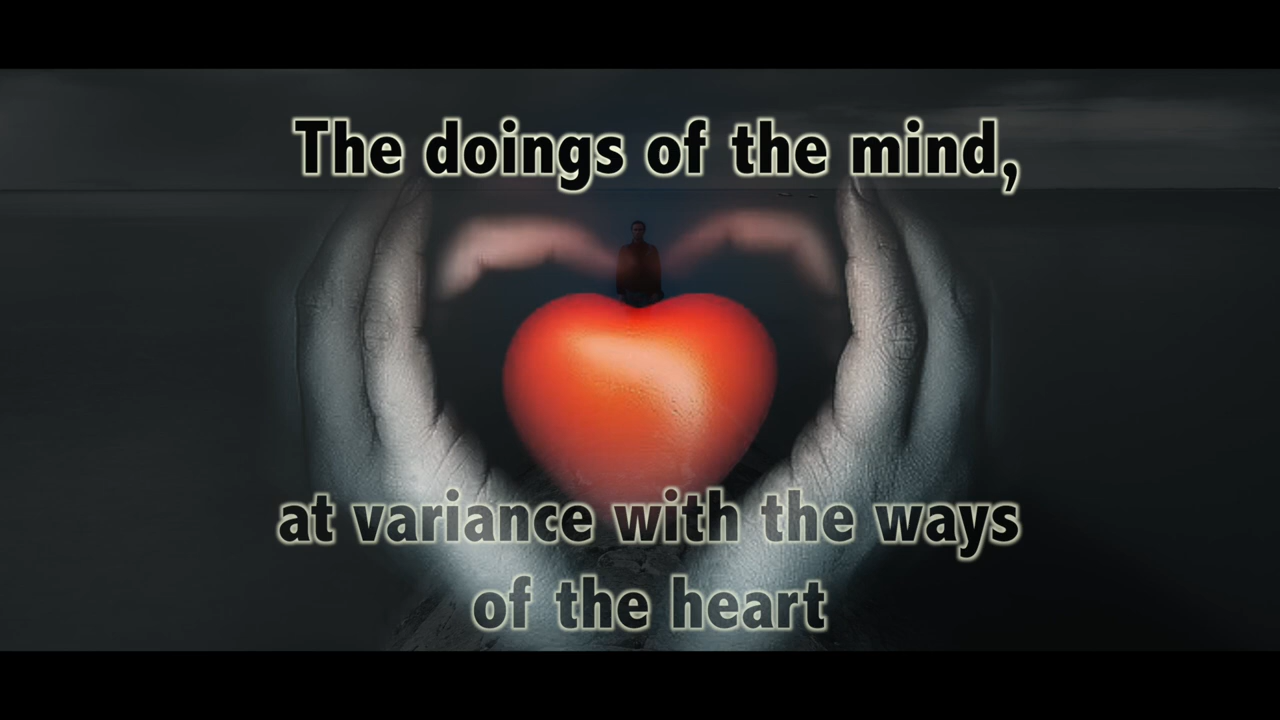 The doings of the mind,
at variance with the ways
of the heart